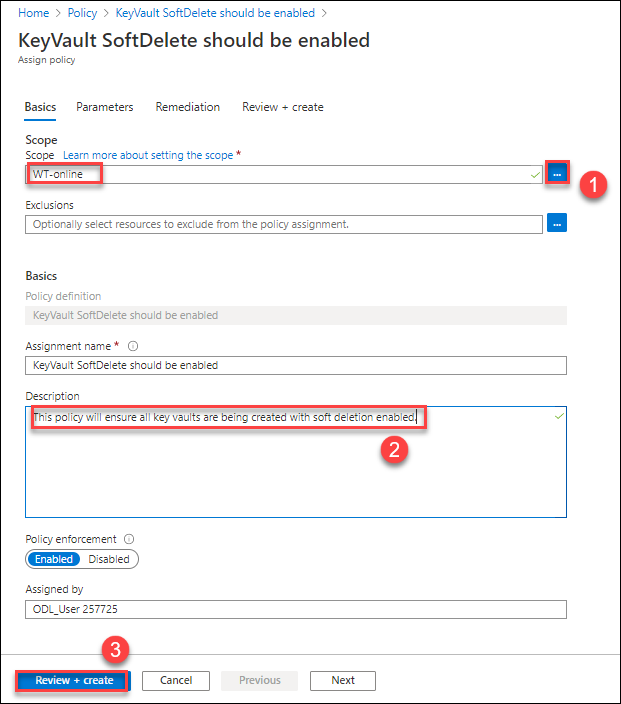 Home > Policy > KeyVault SoftDelete should be enabled >
KeyVault SoftDelete should be enabled
Assign policy
Basics Parameters Remediation Review + create
Scope
Scope Learn more about setting the scope *
WT-online
...
1
Exclusions
Optionally select resources to exclude from the policy assignment.
...
Basics
Policy definition
KeyVault SoftDelete should be enabled
Assignment name *
KeyVault SoftDelete should be enabled
Description
This policy will ensure all key vaults are being created with soft deletion enabled.
2
Policy enforcement
Enabled Disabled
Assigned by
ODL_User 257725
3
Review + create Cancel Previous Next